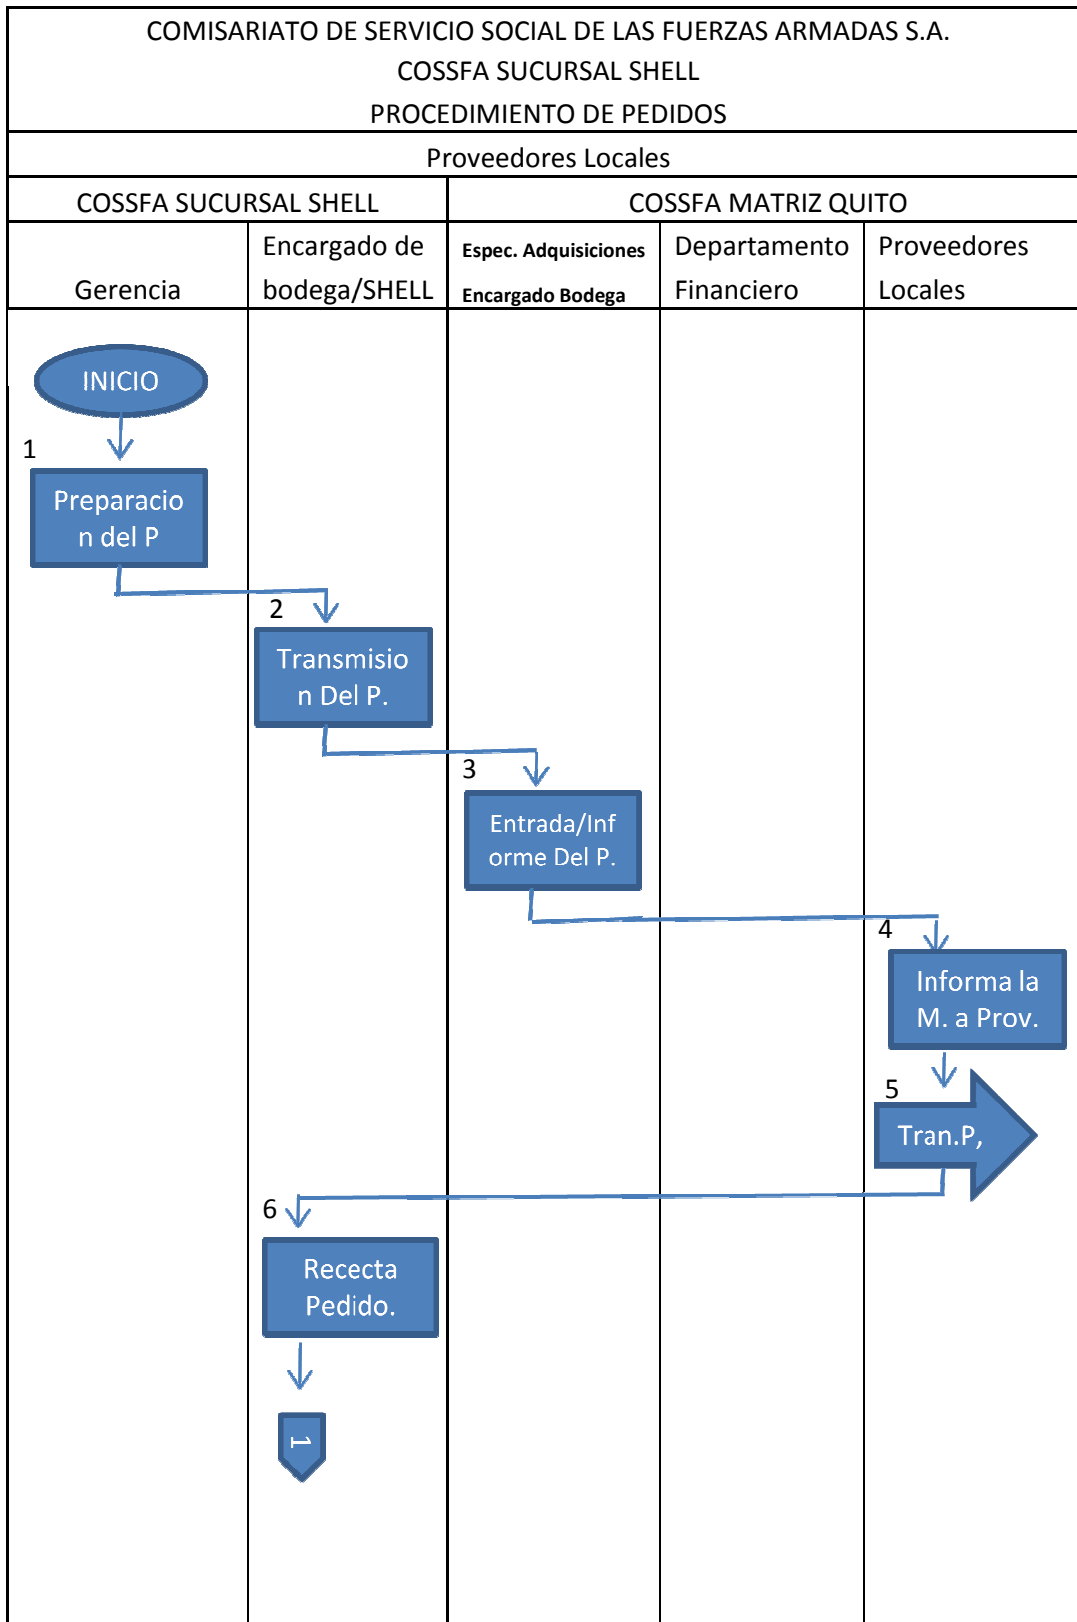 COMISARIATO DE SERVICIO SOCIAL DE LAS FUERZAS ARMADAS S.A.
COSSFA SUCURSAL SHELL
PROCEDIMIENTO DE PEDIDOS
Proveedores Locales
COSSFA SUCURSAL SHELL
COSSFA MATRIZ QUITO
Gerencia
Encargado de
bodega/SHELL
Espec. Adquisiciones
Encargado Bodega
Departamento
Financiero
Proveedores
Locales
INICIO
1
Preparacio
n del P
2
Transmisio
n Del P.
3
Entrada/Inf
orme Del P.
4
Informa la
M. a Prov.
5
Tran.P,
6
Rececta
Pedido.
1